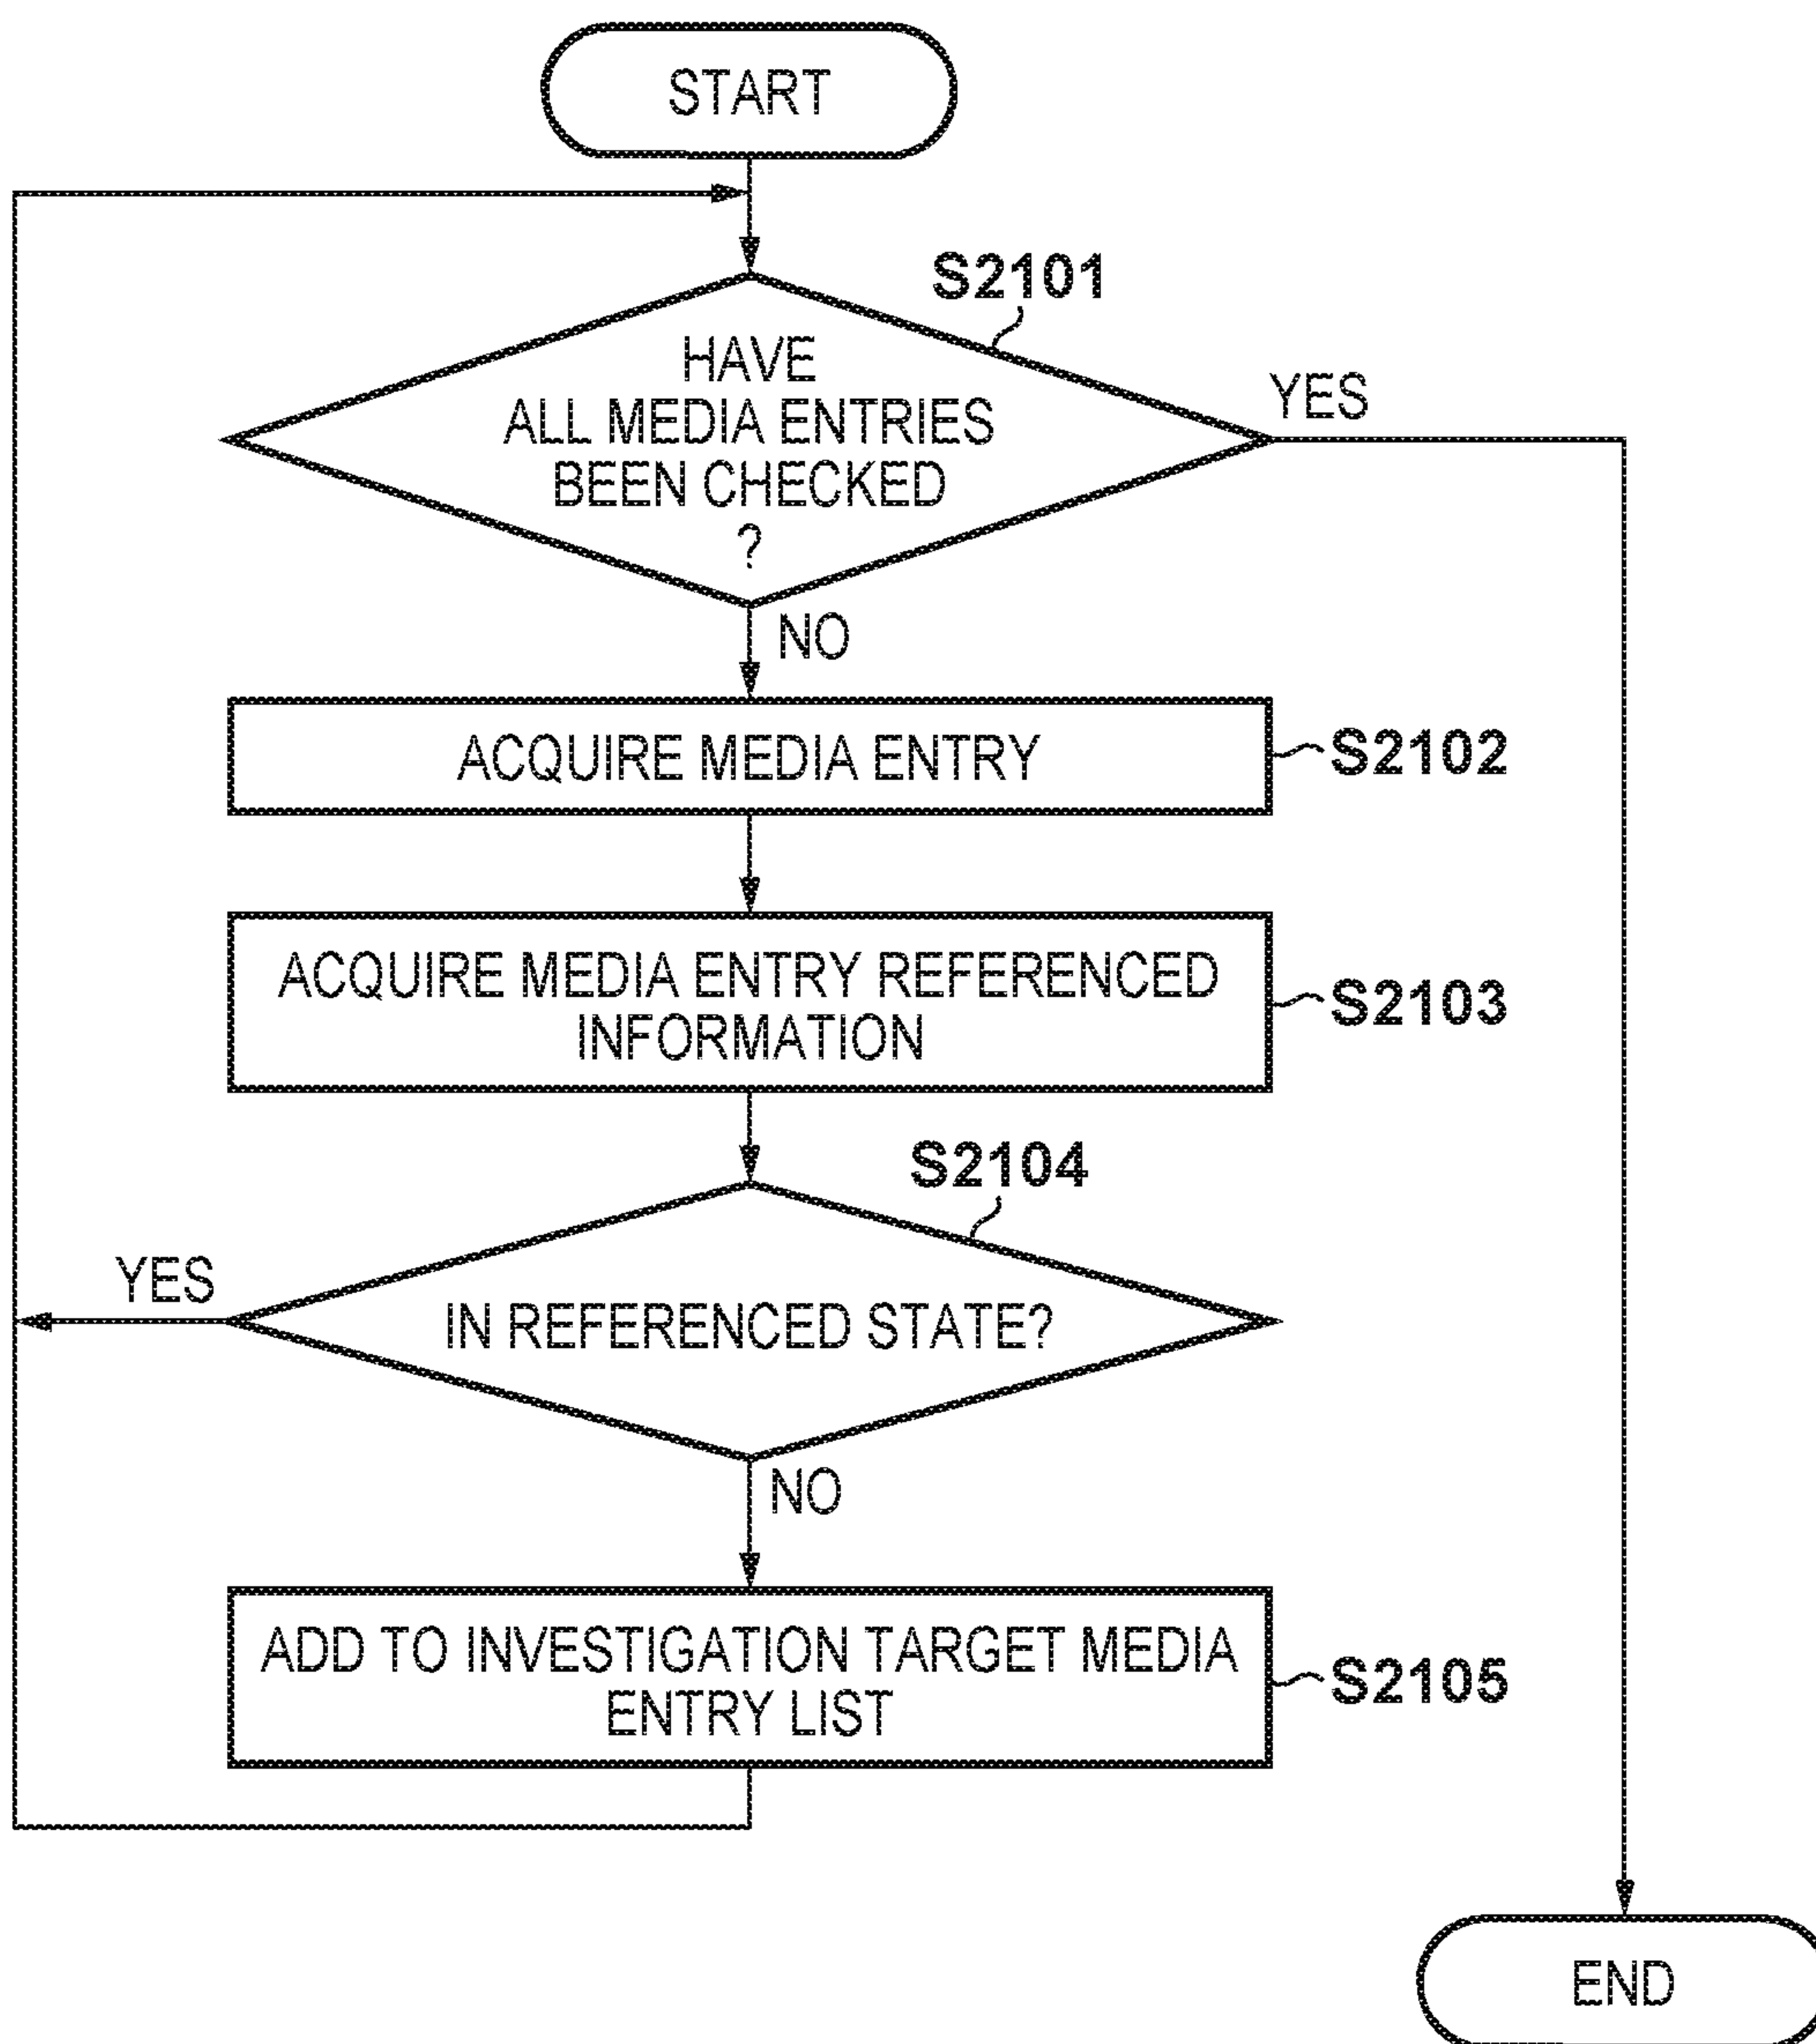 START
S2101
HAVE
ALL MEDIA ENTRIES
BEEN CHECKED
?
YES
NO
ACQUIRE MEDIA ENTRY
S2102
ACQUIRE MEDIA ENTRY REFERENCED
INFORMATION
S2103
S2104
YES
IN REFERENCED STATE?
NO
ADD TO INVESTIGATION TARGET MEDIA
ENTRY LIST
S2105
END